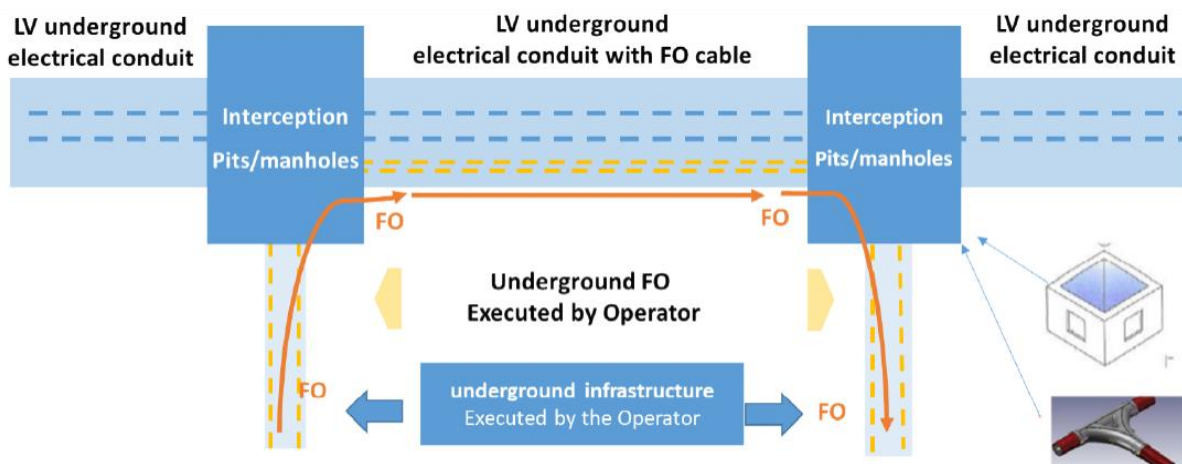 LV underground
electrical conduit
LV underground
electrical conduit with FO cable
LV underground
electrical conduit
Interception
Pits/manholes
Interception
Pits/manholes
FO
FO
Underground FO
Executed by Operator
FO
underground infrastructure
Executed by the Operator
FO